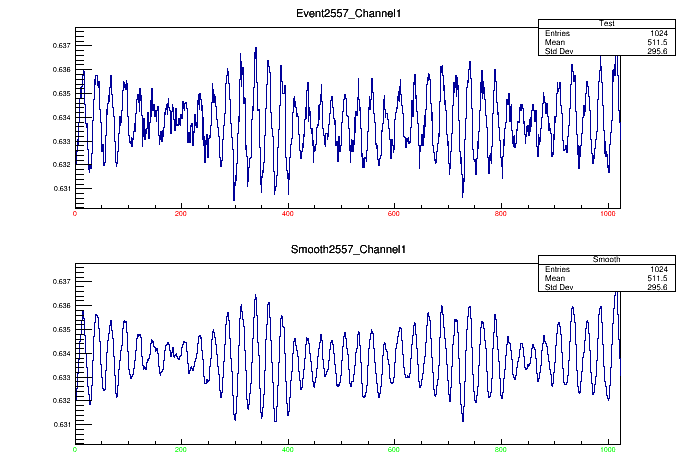 Event2557_Channel1
Test
Entries 1024
Mean 511.5
Std Dev 295.6
0.637
0.636
0.635
0.634
0.633
0.632
0.631
0 200 400 600 800 1000
Smooth2557_Channel1
Smooth
Entries 1024
Mean 511.5
Std Dev 295.6
0.637
0.636
0.635
0.634
0.633
0.632
0.631
0 200 400 600 800 1000